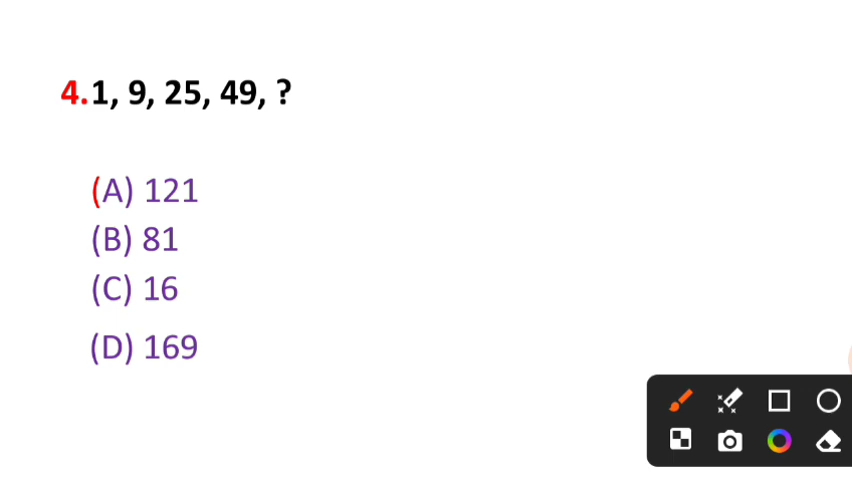 4.1, 9, 25, 49, ?
(A) 121
(B) 81
(C) 16
(D) 169